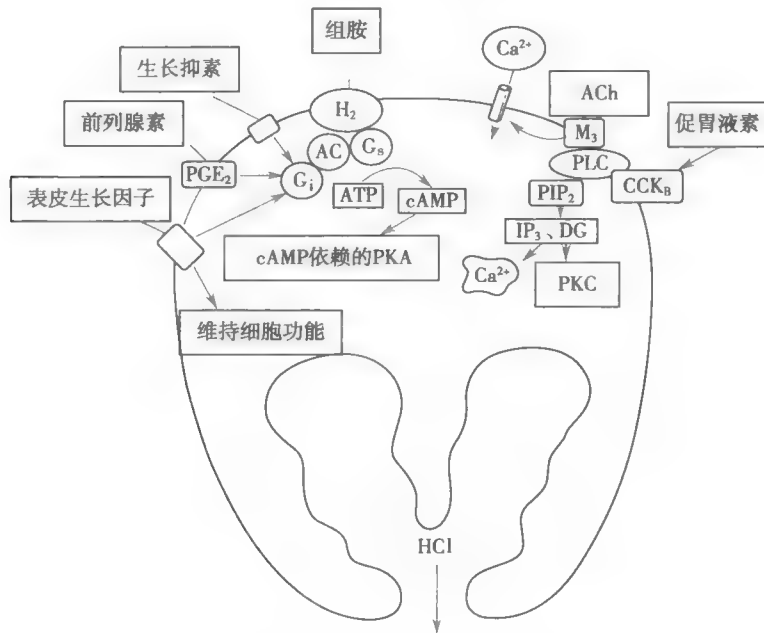 组胺
Ca²⁺
生长抑素
ACh
H₂
前列腺素
M₃
促胃液素
AC
Gₛ
PLC
PGE₂
Gᵢ
CCK_B
表皮生长因子
ATP
cAMP
PIP₂
IP₃、DG
cAMP依赖的PKA
Ca²⁺
PKC
维持细胞功能
HCl